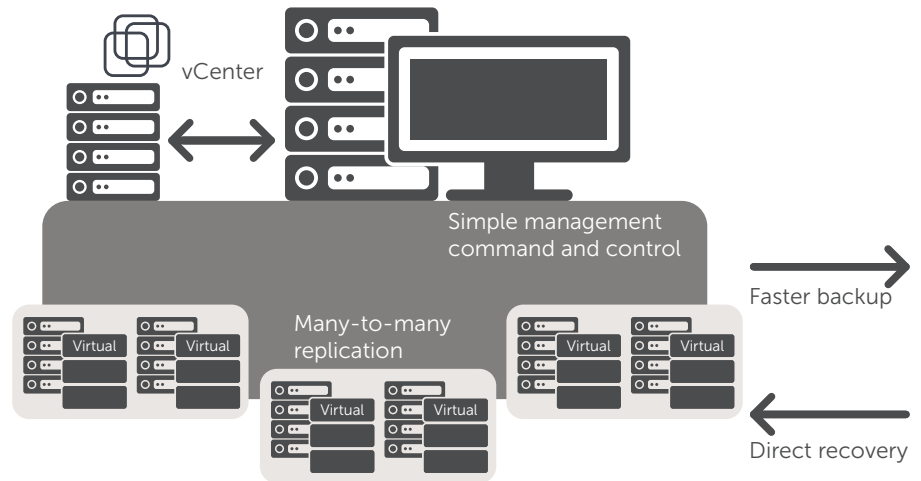 vCenter
Simple management
command and control
Faster backup
Many-to-many
replication
Virtual
Virtual
Virtual
Virtual
Virtual
Virtual
Direct recovery